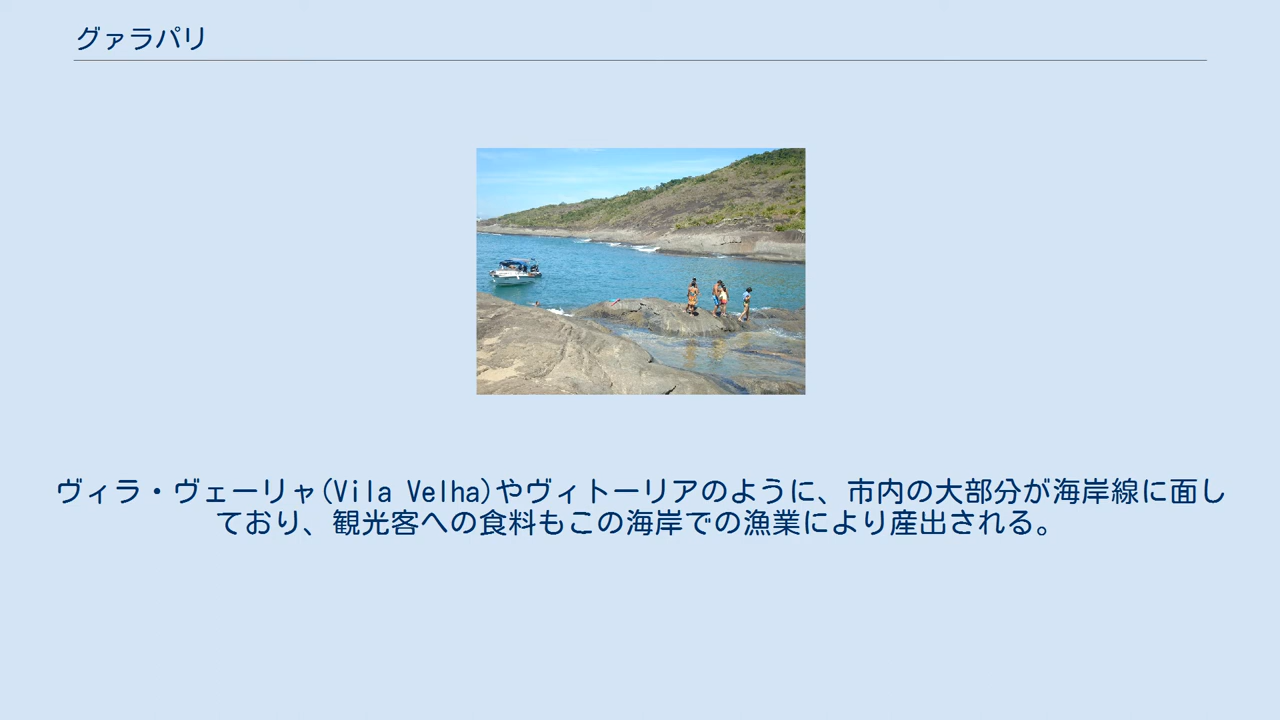 グァラパリ
ヴィラ・ヴェーリャ(Vila Velha)やヴィトーリアのように、市内の大部分が海岸線に面し
ており、観光客への食料もこの海岸での漁業により産出される。